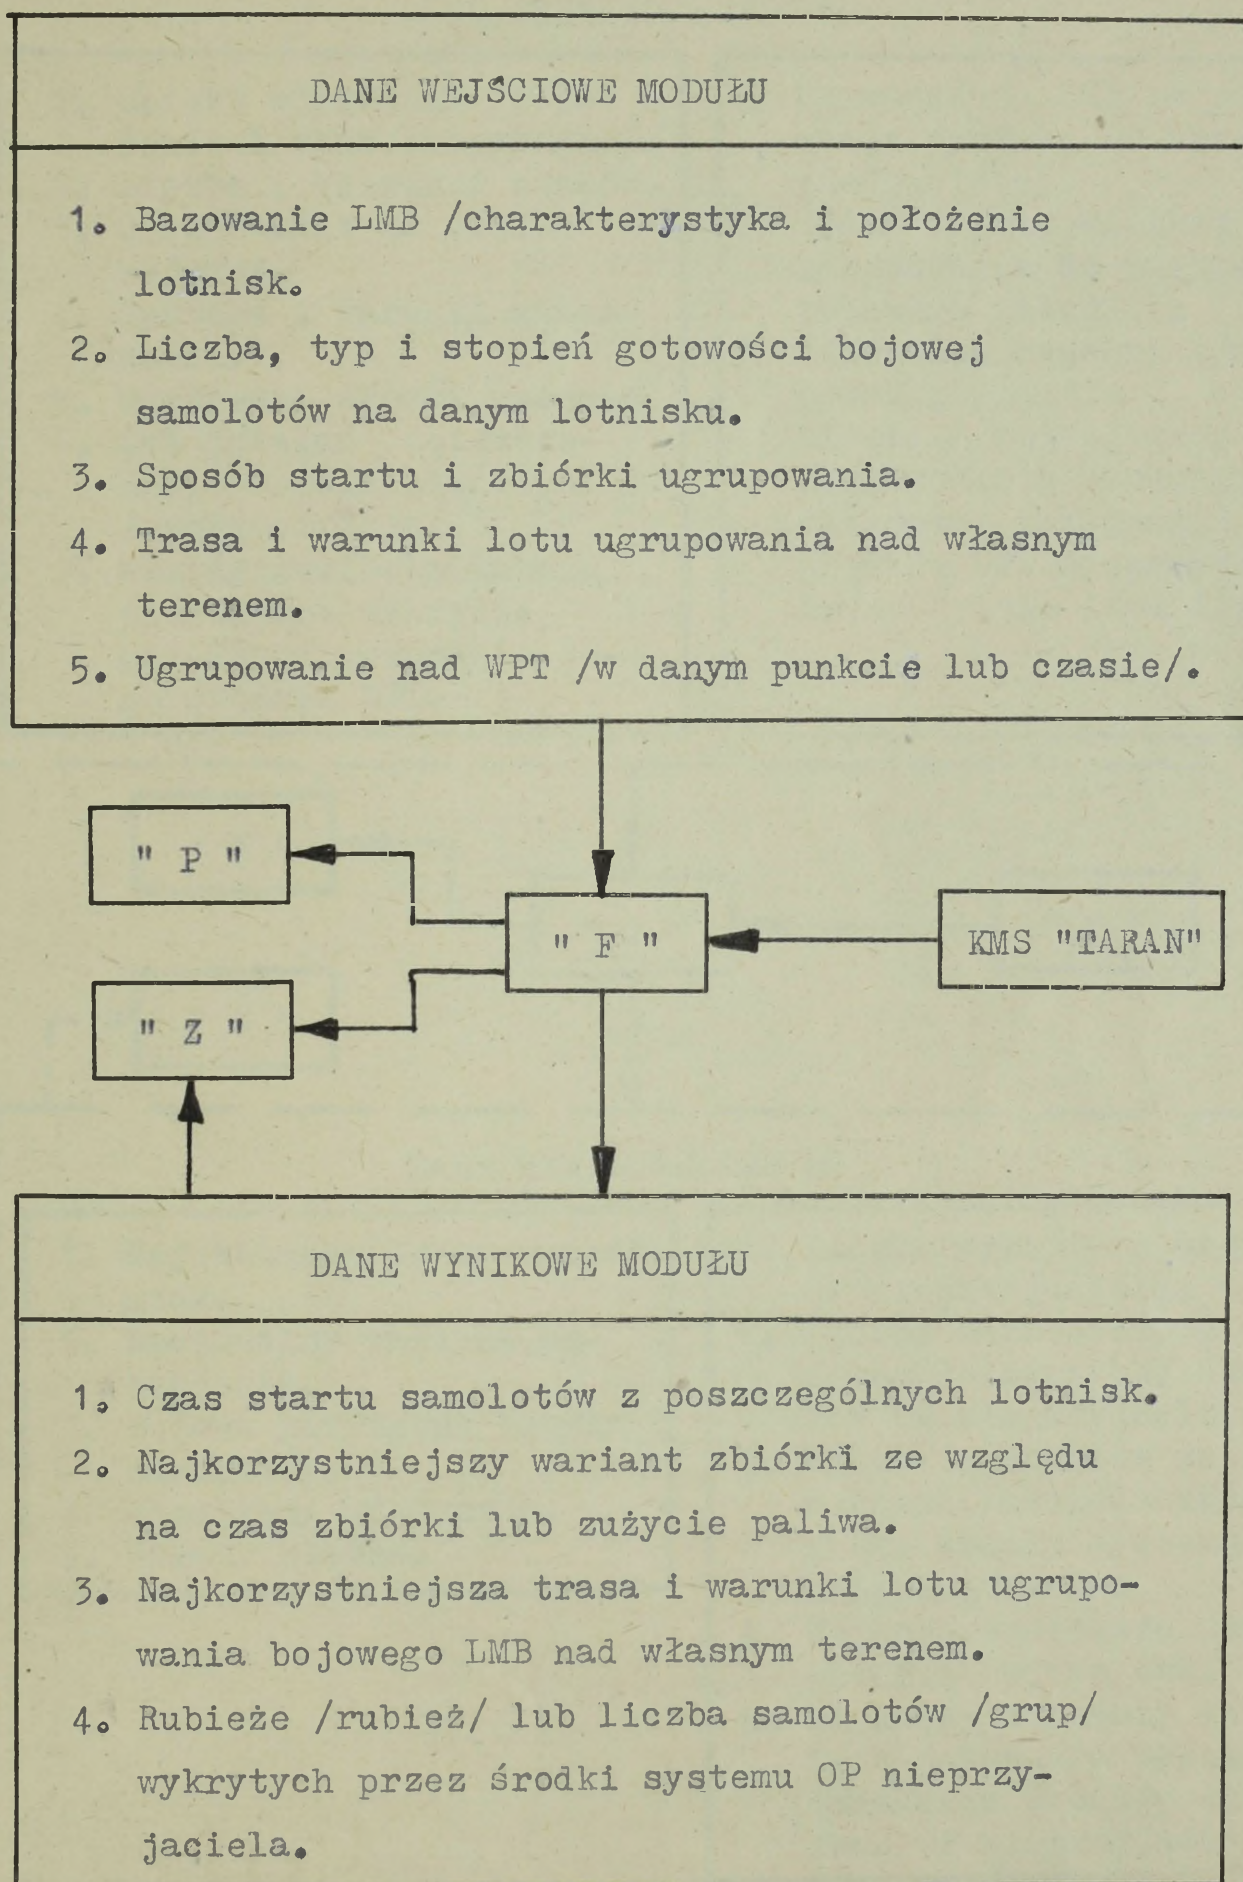 DANE WEJŚCIOWE MODUŁU
1. Bazowanie LMB /charakterystyka i położenie
lotnisk.
2. Liczba, typ i stopień gotowości bojowej
samolotów na danym lotnisku.
3. Sposób startu i zbiórki ugrupowania.
4. Trasa i warunki lotu ugrupowania nad własnym
terenem.
5. Ugrupowanie nad WPT /w danym punkcie lub czasie/.
" P "
" F "
KMS "TARAN"
" Z "
DANE WYNIKOWE MODUŁU
1. Czas startu samolotów z poszczególnych lotnisk.
2. Najkorzystniejszy wariant zbiórki ze względu
na czas zbiórki lub zużycie paliwa.
3. Najkorzystniejsza trasa i warunki lotu ugrupo-
wania bojowego LMB nad własnym terenem.
4. Rubieże /rubież/ lub liczba samolotów /grup/
wykrytych przez środki systemu OP nieprzy-
jaciela.